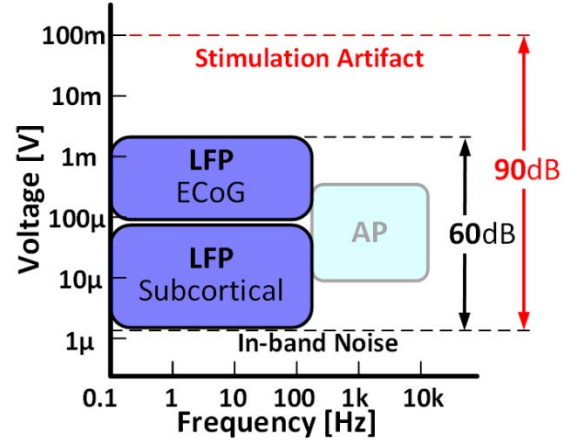 100m
Stimulation Artifact
10m
Voltage [V]
1m
LFP
ECoG
90dB
100µ
AP
60dB
LFP
10µ
Subcortical
1µ
In-band Noise
0.1 1 10 100 1k 10k
Frequency [Hz]